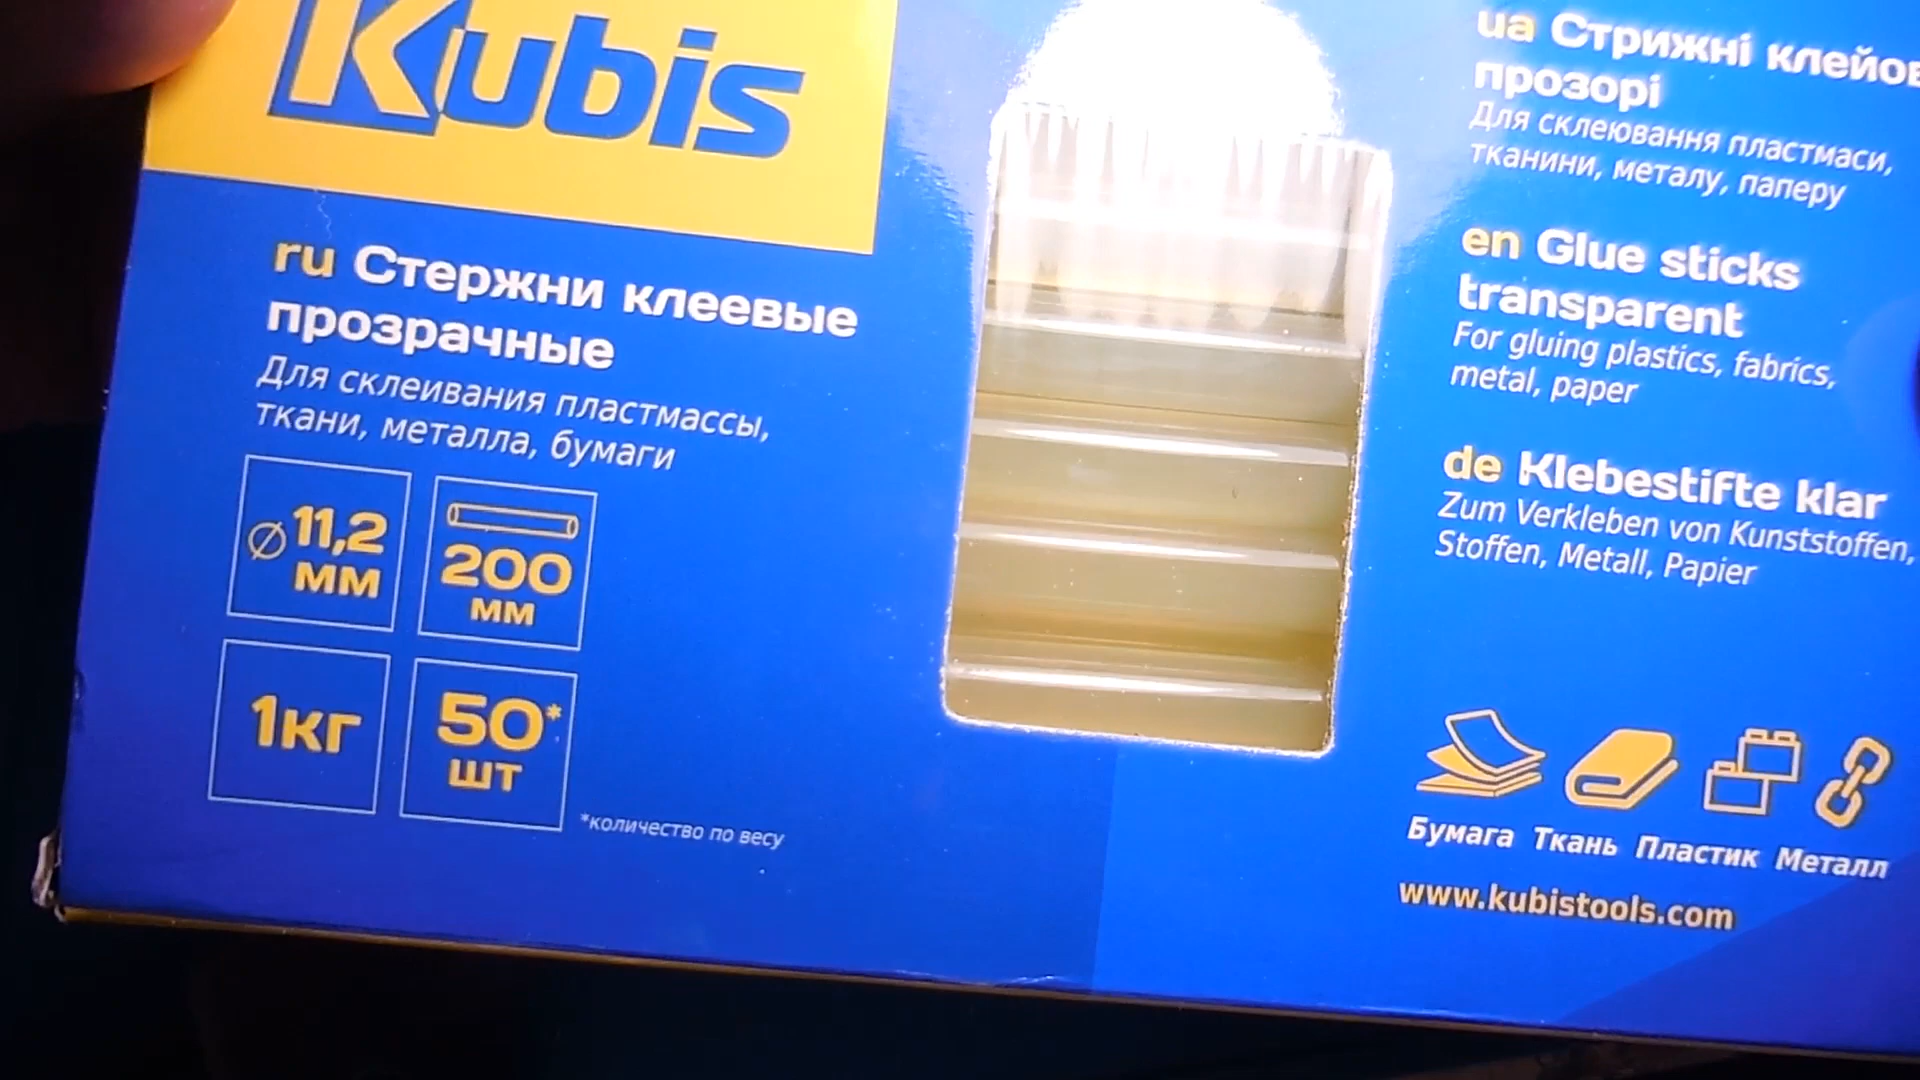 Kubis
ru Стержни клеевые
прозрачные
Для склеивания пластмассы,
ткани, металла, бумаги
⌀ 11,2
мм
200
мм
1кг
50*
шт
*количество по весу
ua Стрижні
прозорі
Для склеювання пластмаси,
тканини, металу, паперу
en Glue sticks
transparent
For gluing plastics, fabrics,
metal, paper
de Klebestifte klar
Zum Verkleben von Kunststoffen,
Stoffen, Metall, Papier
Бумага Ткань Пластик Металл
www.kubistools.com